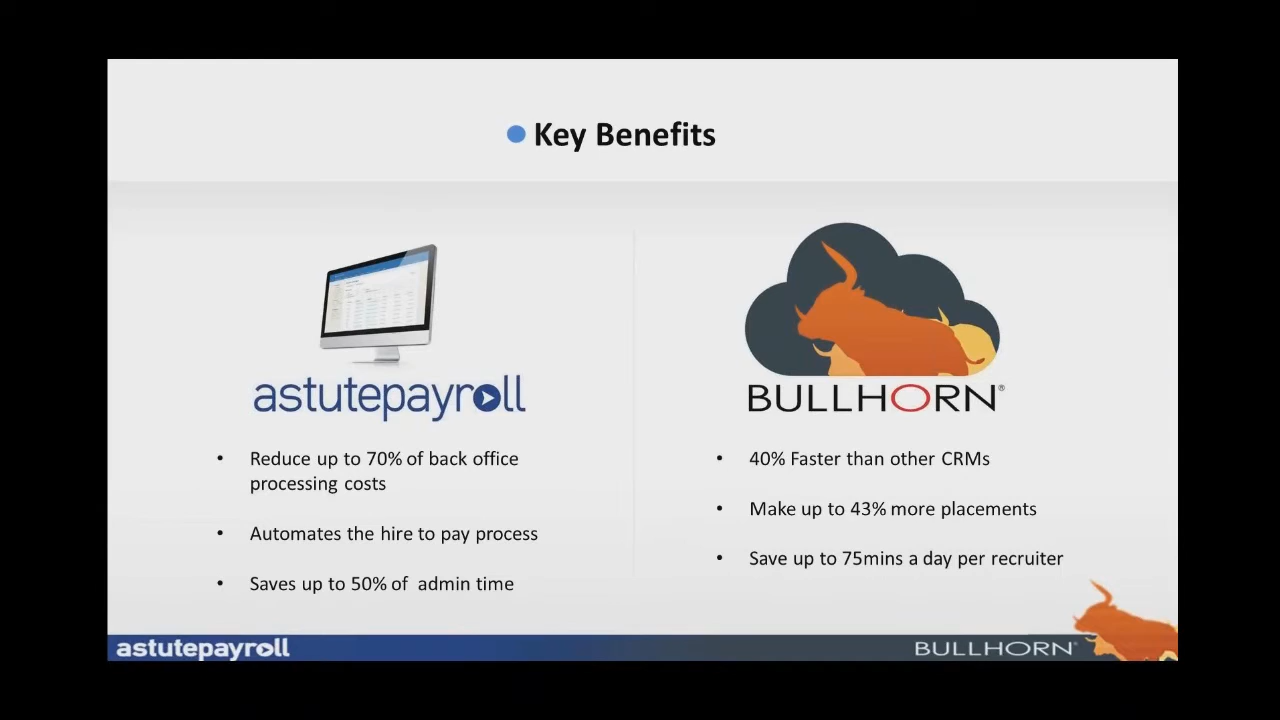 Key Benefits
astutepayroll
• Reduce up to 70% of back office
processing costs
• Automates the hire to pay process
• Saves up to 50% of admin time
BULLHORN®
• 40% Faster than other CRMs
• Make up to 43% more placements
• Save up to 75mins a day per recruiter
astutepayroll
BULLHORN®